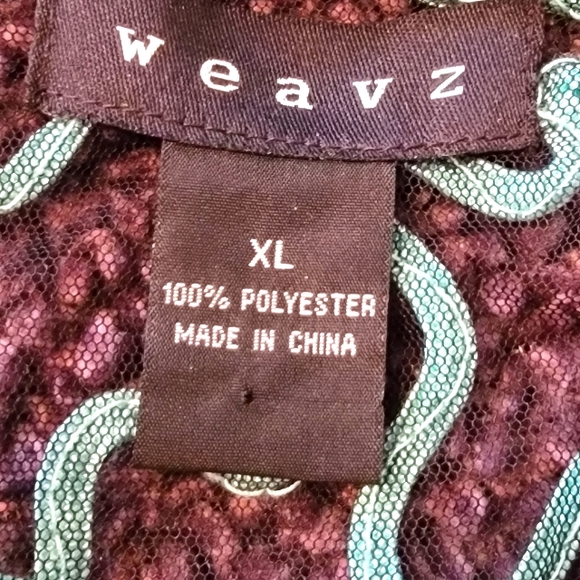 weavz
XL
100% POLYESTER
MADE IN CHINA